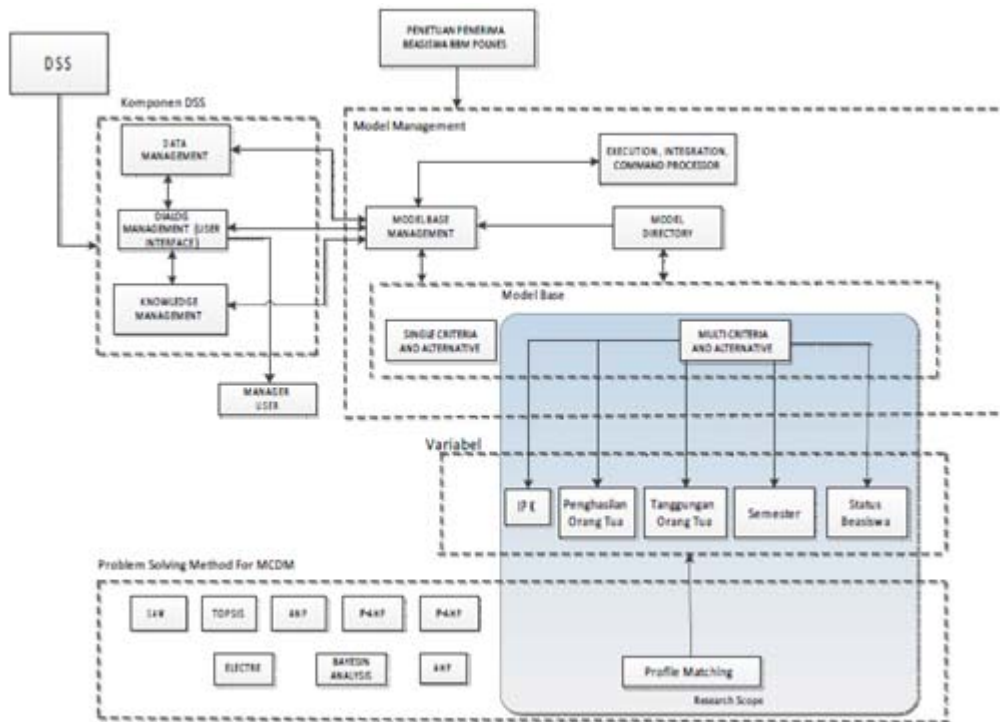 DSS
PENETUAN PENERIMA
BEASISWA BBM POLNES
Komponen DSS
DATA
MANAGEMENT
DIALOG
MANAGEMENT (USER
INTERFACE)
KNOWLEDGE
MANAGEMENT
MANAGER
USER
Model Management
EXECUTION, INTEGRATION,
COMMAND PROCESSOR
MODEL BASE
MANAGEMENT
MODEL
DIRECTORY
Model Base
SINGLE CRITERIA
AND ALTERNATIVE
MULTI CRITERIA
AND ALTERNATIVE
Variabel
IPK
Penghasilan
Orang Tua
Tanggungan
Orang Tua
Semester
Status
Beasiswa
Problem Solving Method For MCDM
SAW
TOPSIS
ELECTRE
BAYESIN
ANALYSIS
Profile Matching
Research Scope